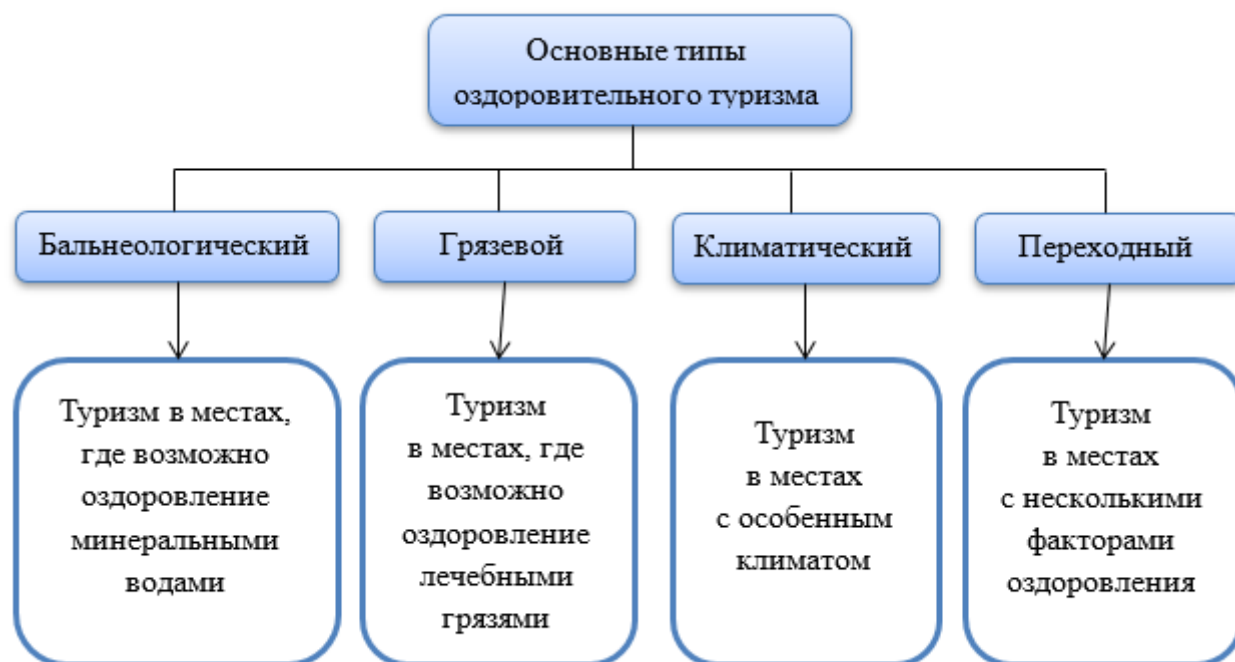 Основные типы
оздоровительного туризма
Бальнеологический
Грязевой
Климатический
Переходный
Туризм в местах,
где возможно
оздоровление
минеральными
водами
Туризм
в местах, где
возможно
оздоровление
лечебными
грязями
Туризм
в местах
с особенным
климатом
Туризм
в местах
с несколькими
факторами
оздоровления